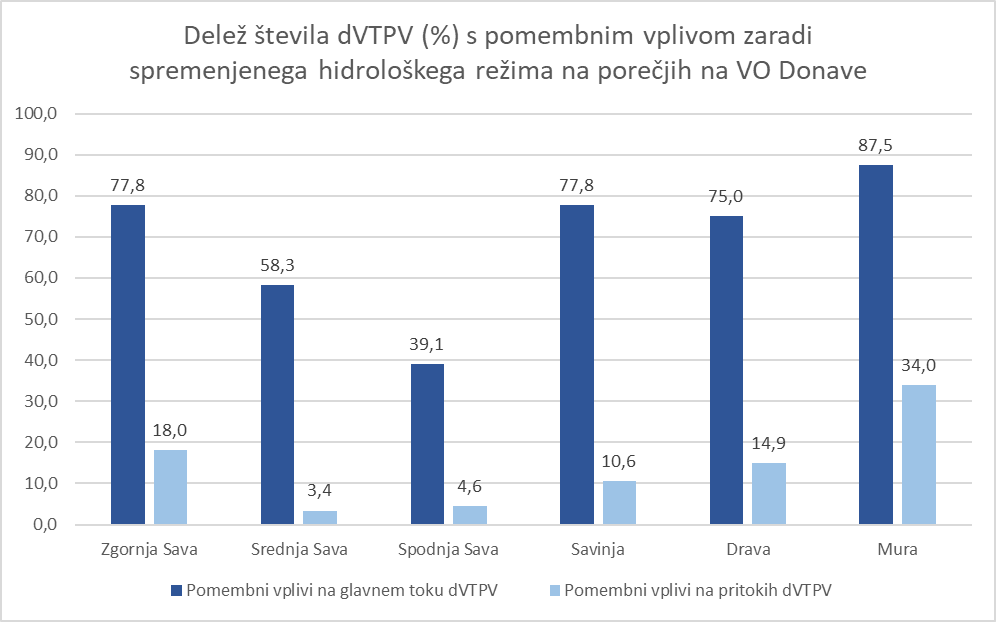 Delež števila dVTPV (%) s pomembnim vplivom zaradi
spremenjenega hidrološkega režima na porečjih na VO Donave
100,0
90,0
80,0
70,0
60,0
50,0
40,0
30,0
20,0
10,0
0,0
77,8
18,0
58,3
3,4
39,1
4,6
77,8
10,6
75,0
14,9
87,5
34,0
Zgornja Sava
Srednja Sava
Spodnja Sava
Savinja
Drava
Mura
Pomembni vplivi na glavnem toku dVTPV
Pomembni vplivi na pritokih dVTPV